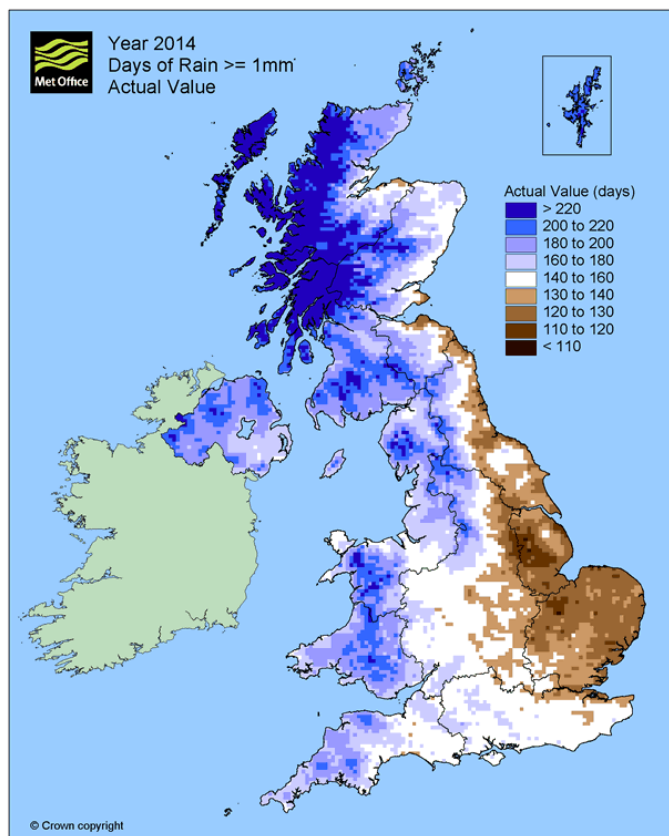 Met Office
Year 2014
Days of Rain >= 1mm
Actual Value
Actual Value (days)
> 220
200 to 220
180 to 200
160 to 180
140 to 160
130 to 140
120 to 130
110 to 120
< 110
© Crown copyright